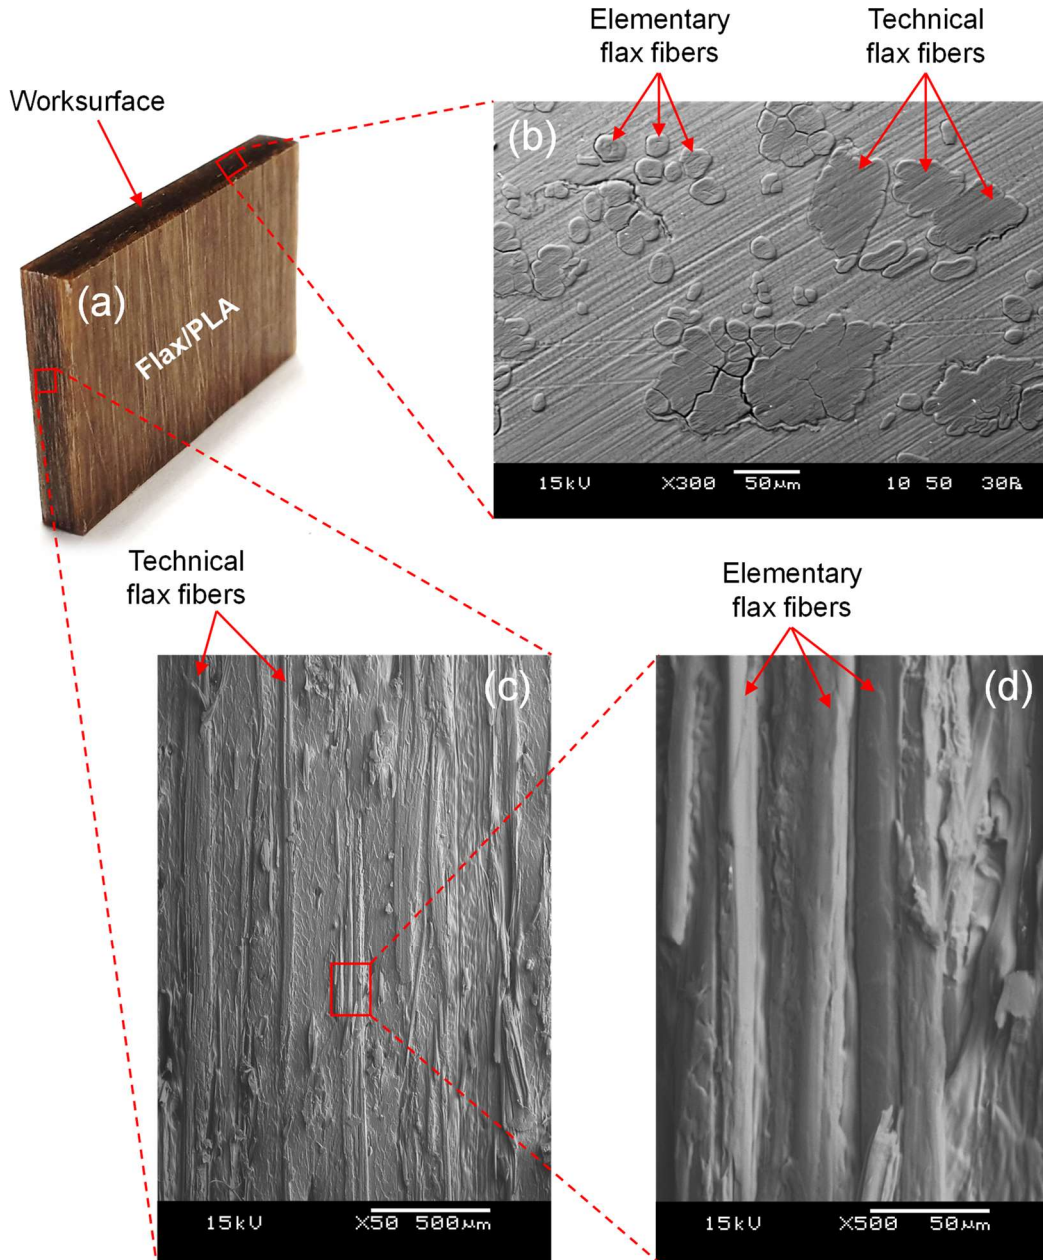 Elementary
flax fibers
Technical
flax fibers
Worksurface
(a)
Flax/PLA
(b)
15kV X300 50μm 10 50
Technical
flax fibers
Elementary
flax fibers
(c)
(d)
15kV X50 500μm
15kV X500 50μm